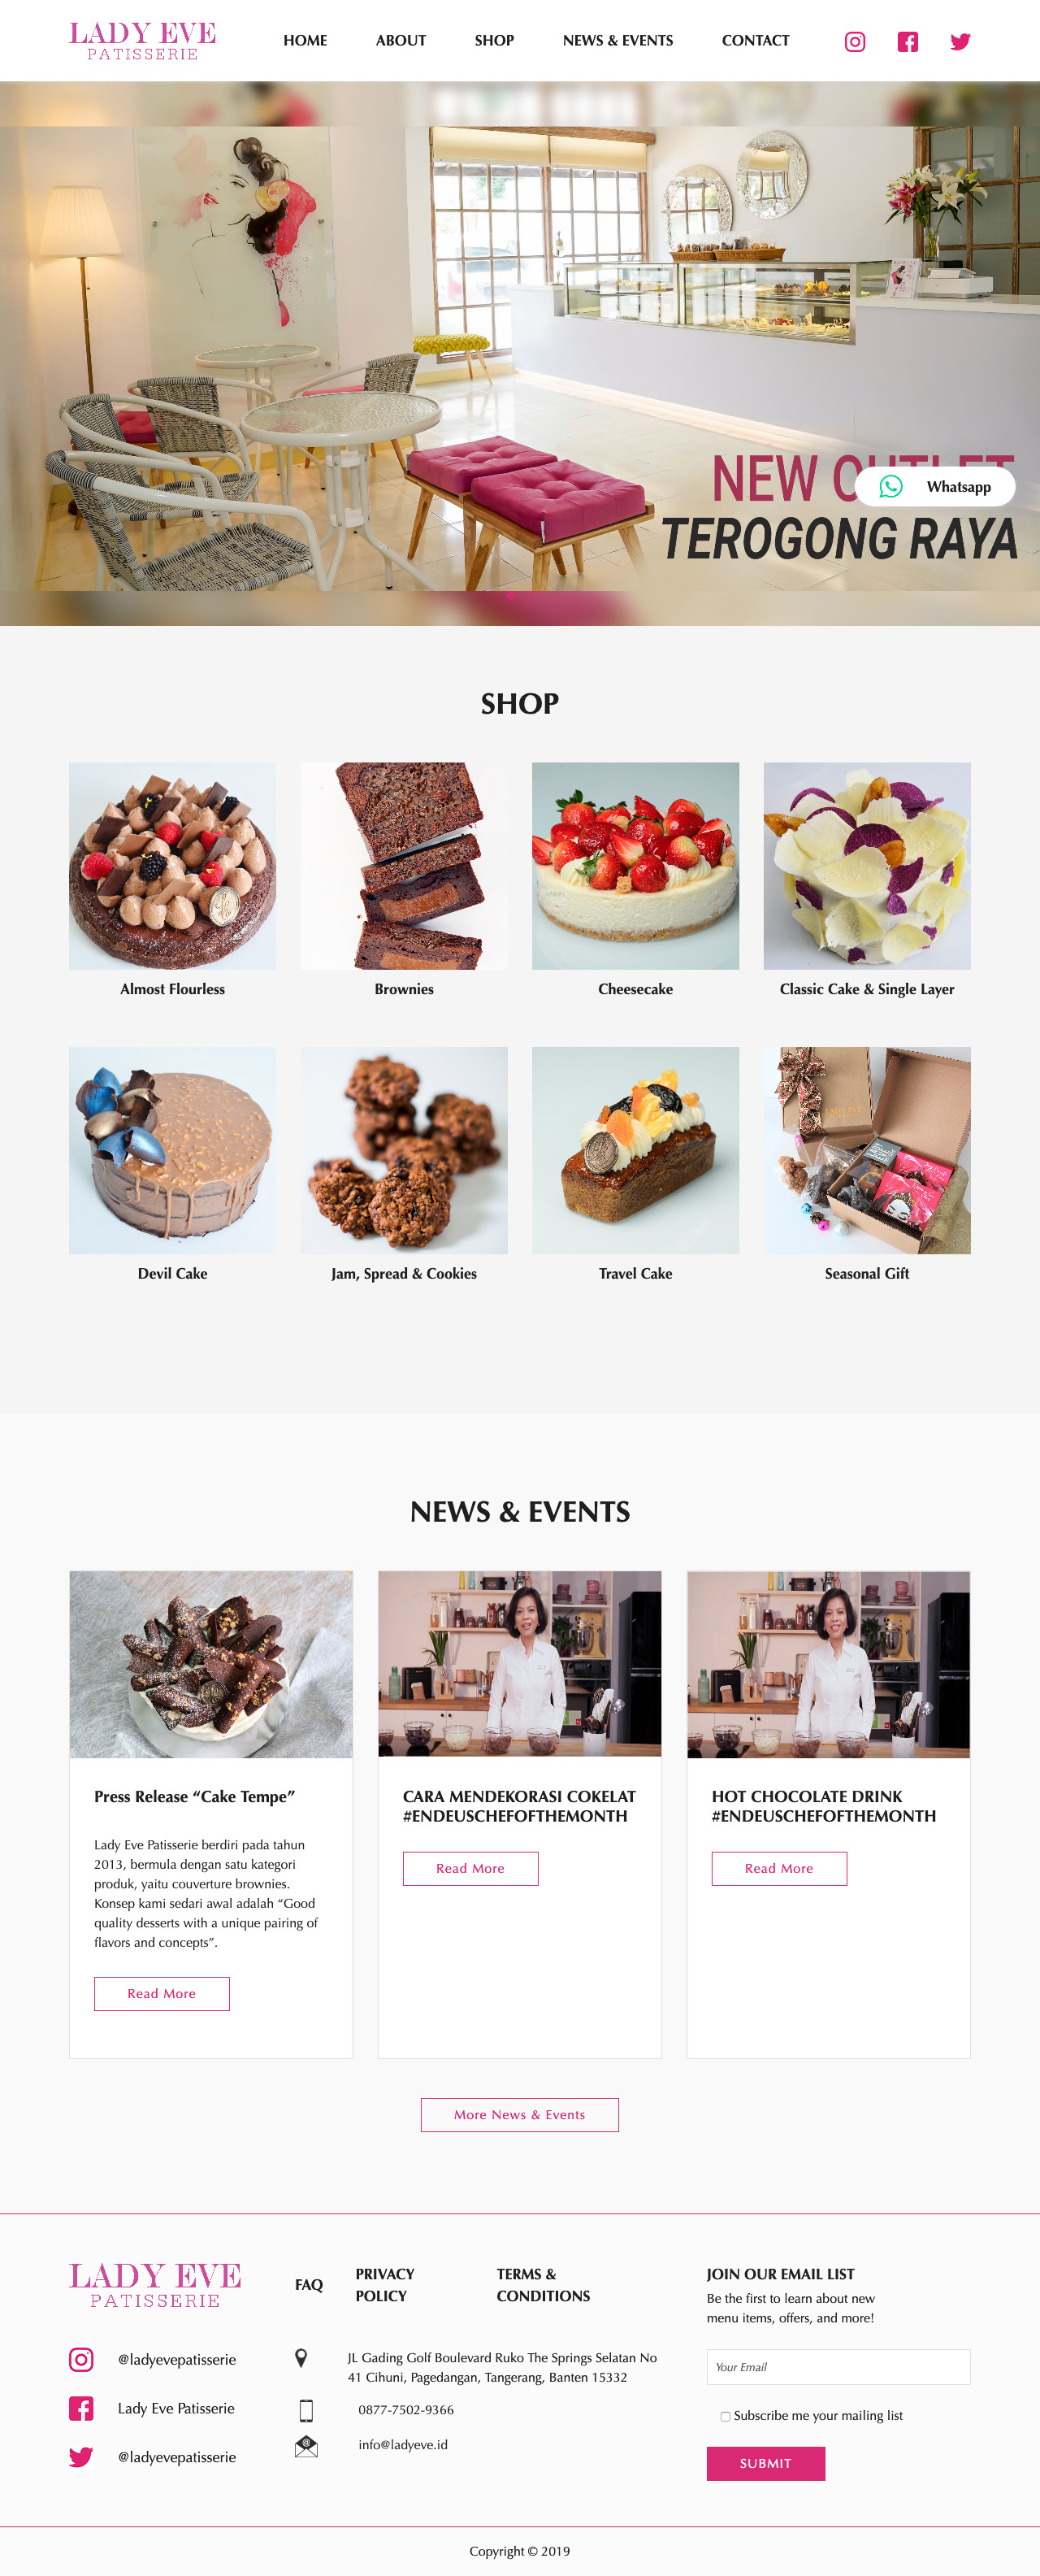 LADY EVE
PATISSERIE
HOME
ABOUT
SHOP
NEWS & EVENTS
CONTACT
NEW
Whatsapp
TEROGONG RAYA
SHOP
Almost Flourless
Brownies
Cheesecake
Classic Cake & Single Layer
LADY EVE
Devil Cake
Jam, Spread & Cookies
Travel Cake
Seasonal Gift
NEWS & EVENTS
Press Release “Cake Tempe”
Lady Eve Patisserie berdiri pada tahun
2013, bermula dengan satu kategori
produk, yaitu couverture brownies.
Konsep kami sedari awal adalah “Good
quality desserts with a unique pairing of
flavors and concepts”.
Read More
CARA MENDEKORASI COKELAT
#ENDEUSCHEFOFTHEMONTH
Read More
HOT CHOCOLATE DRINK
#ENDEUSCHEFOFTHEMONTH
Read More
More News & Events
LADY EVE
PATISSERIE
@ladyevepatisserie
Lady Eve Patisserie
@ladyevepatisserie
FAQ
PRIVACY
POLICY
TERMS &
CONDITIONS
JL Gading Golf Boulevard Ruko The Springs Selatan No
41 Cihuni, Pagedangan, Tangerang, Banten 15332
0877-7502-9366
info@ladyeve.id
JOIN OUR EMAIL LIST
Be the first to learn about new
menu items, offers, and more!
Your Email
Subscribe me your mailing list
SUBMIT
Copyright © 2019